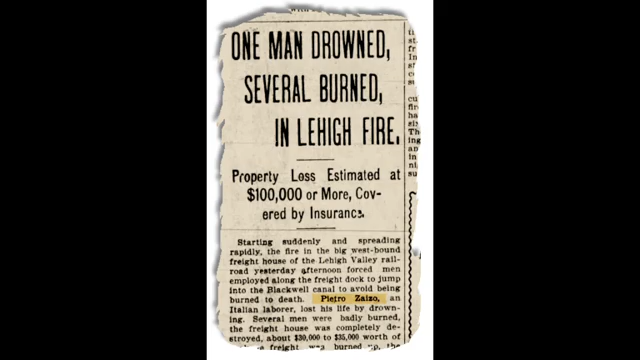 ONE MAN DROWNED,
SEVERAL BURNED,
IN LEHIGH FIRE.
Property Loss Estimated at
$100,000 or More, Cov-
ered by Insurance.
Starting suddenly and spreading
rapidly, the fire in the big west-bound
freight house of the Lehigh Valley rail-
road yesterday afternoon forced men
employed along the freight dock to jump
into the Blackwell canal to avoid being
burned to death. Pietro Zaizo, an
Italian laborer, lost his life by drown-
ing. Several men were badly burned,
the freight house was completely de-
stroyed, about $30,000 to $35,000 worth of
freight was burned up, the